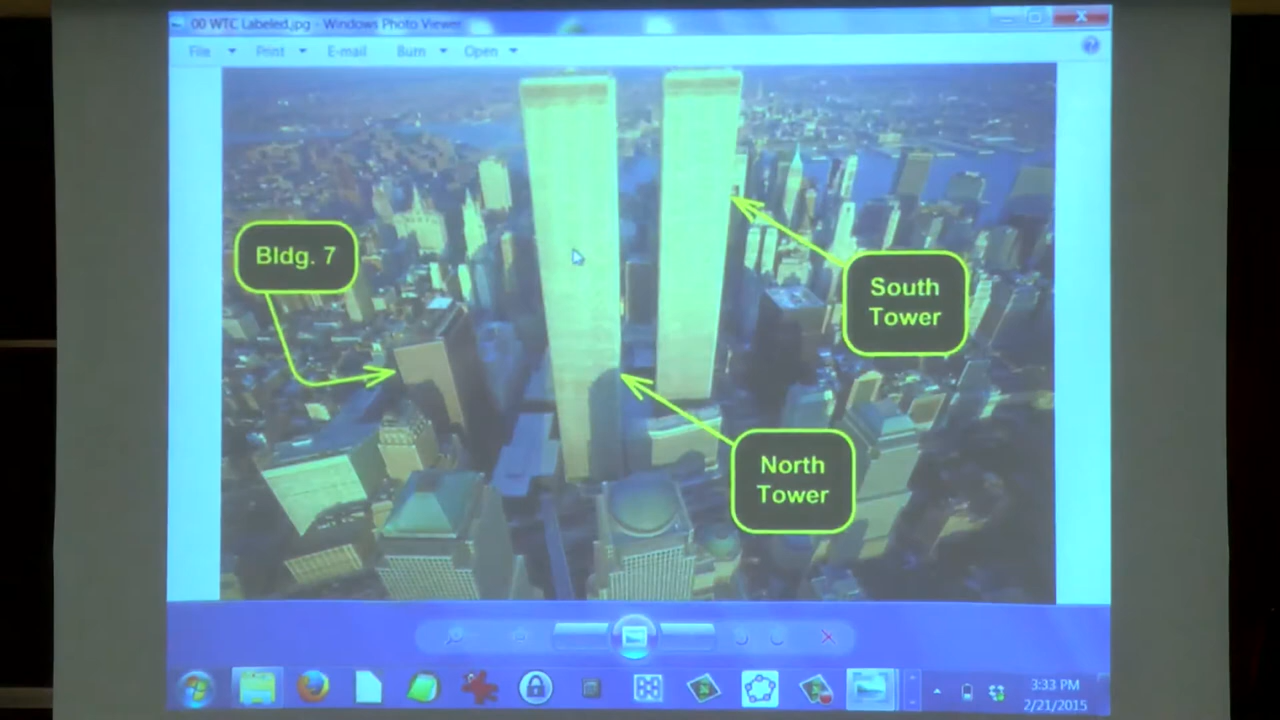 00 WTC Labeled.jpg - Windows Photo Viewer
File Print E-mail Burn Open
Bldg. 7
South
Tower
North
Tower
3:33 PM
2/21/2015